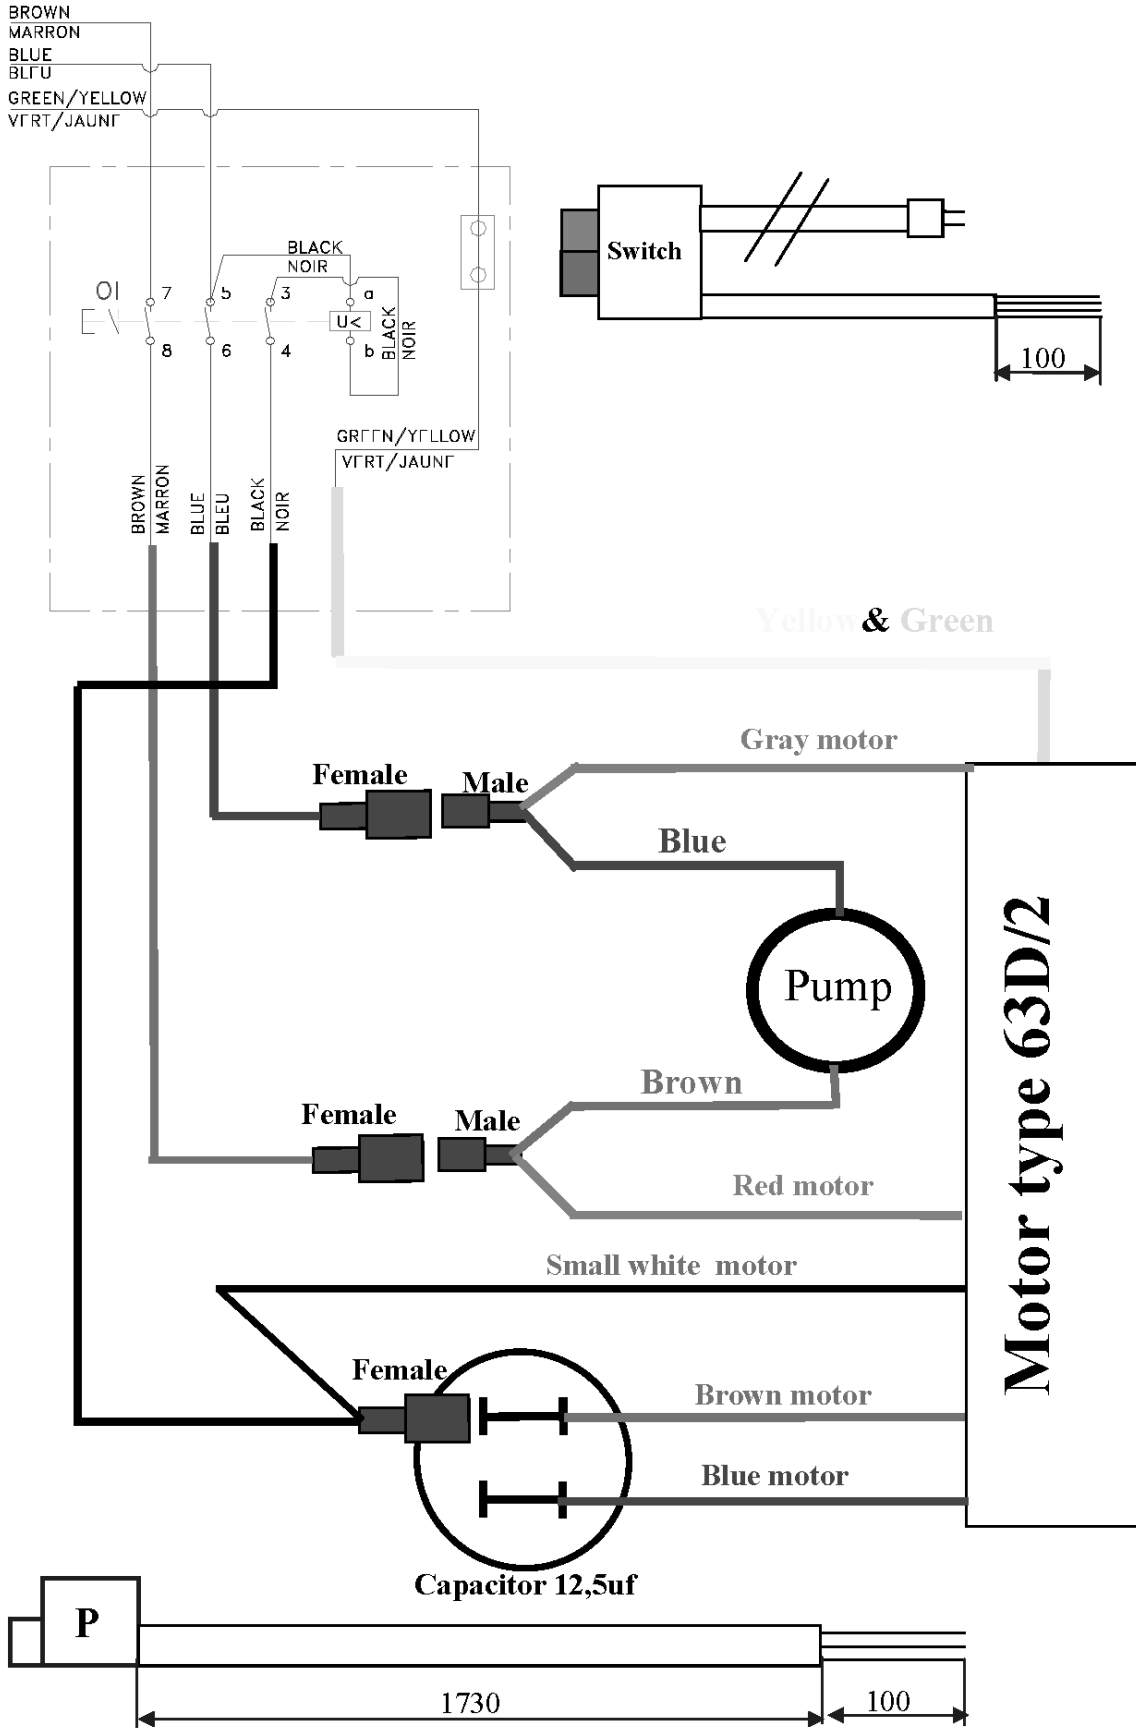 BROWN
MARRON
BLUE
BLEU
GREEN/YELLOW
VERT/JAUNE
BLACK
NOIR
OI
7
5
3
a
U<
8
6
4
b
BLACK
NOIR
GREEN/YELLOW
VERT/JAUNE
BROWN
MARRON
BLUE
BLEU
BLACK
NOIR
Switch
100
Yellow & Green
Gray motor
Female
Male
Blue
Pump
Brown
Female
Male
Red motor
Small white motor
Female
Brown motor
Blue motor
Capacitor 12,5uf
Motor type 63D/2
P
1730
100